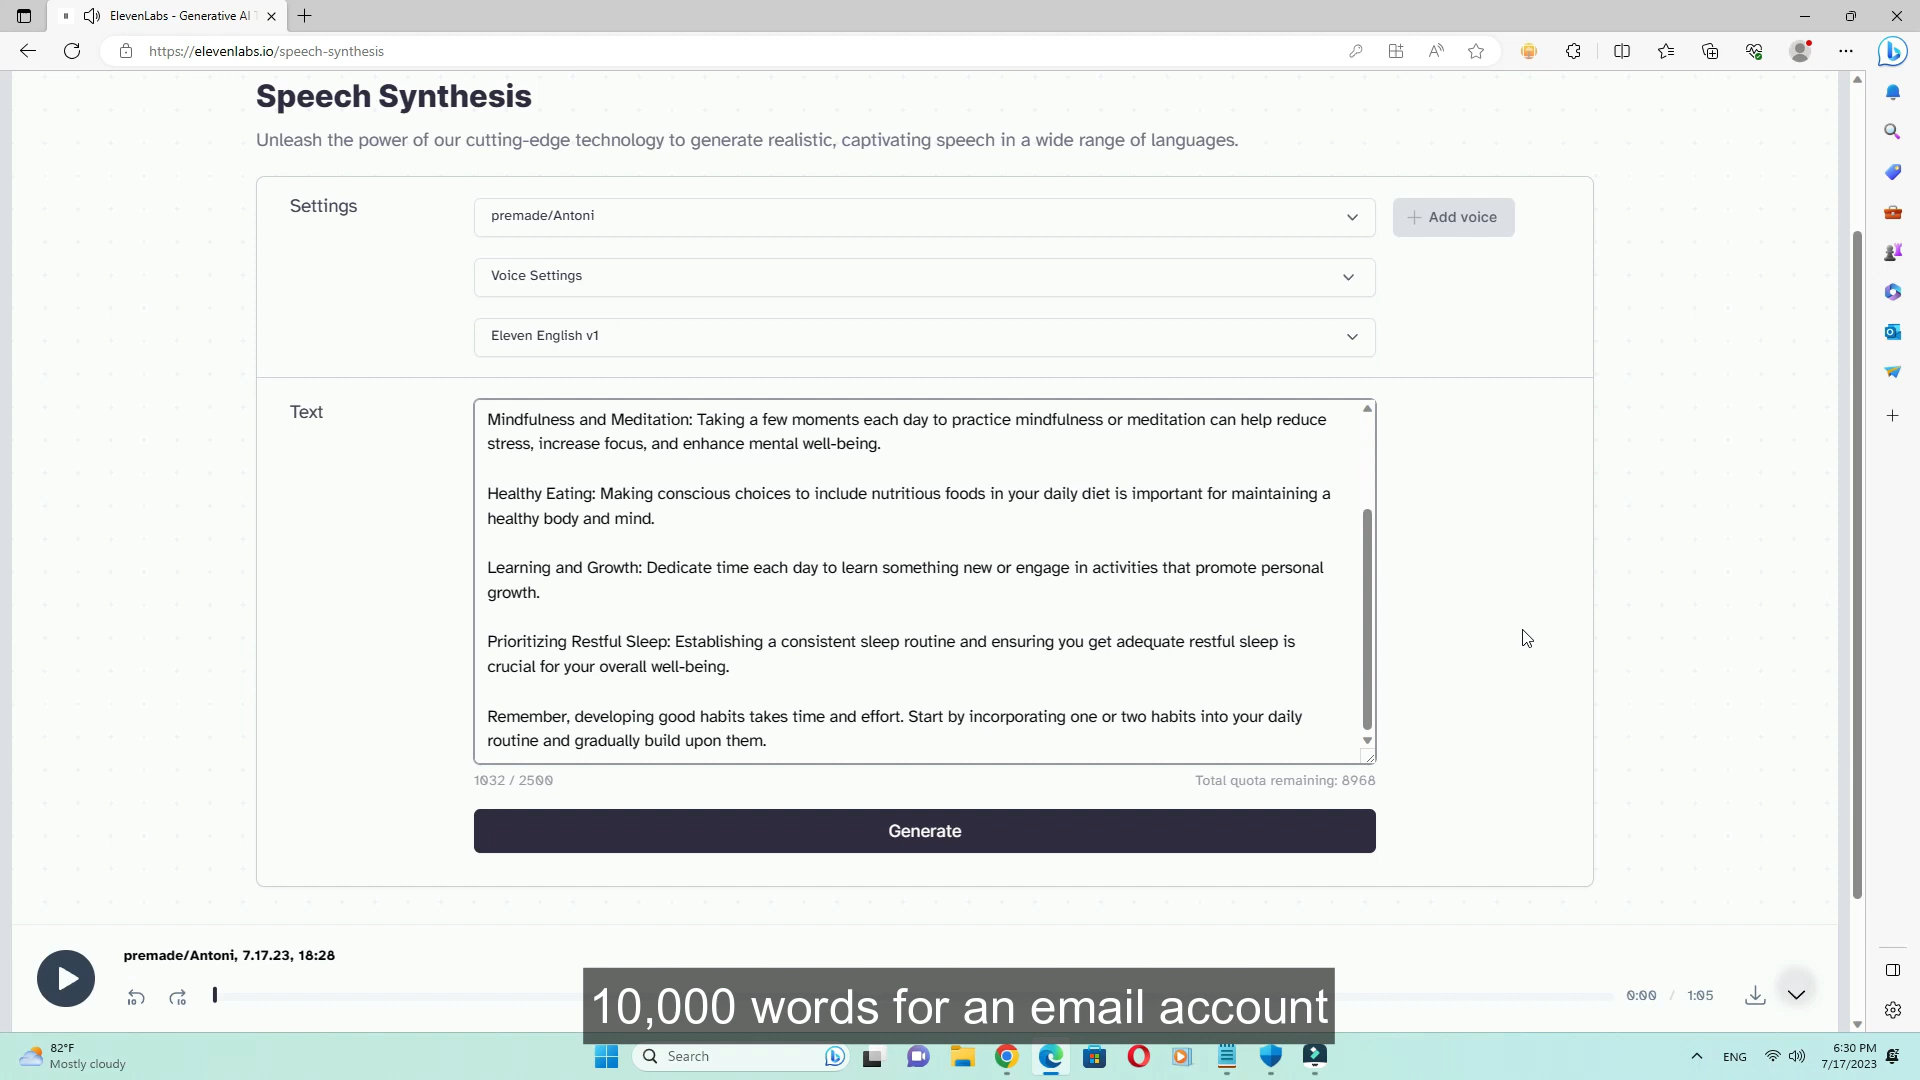 ElevenLabs - Generative AI T
https://elevenlabs.io/speech-synthesis
Speech Synthesis
Unleash the power of our cutting-edge technology to generate realistic, captivating speech in a wide range of languages.
Settings
premade/Antoni
Add voice
Voice Settings
Eleven English v1
Text
Mindfulness and Meditation: Taking a few moments each day to practice mindfulness or meditation can help reduce
stress, increase focus, and enhance mental well-being.
Healthy Eating: Making conscious choices to include nutritious foods in your daily diet is important for maintaining a
healthy body and mind.
Learning and Growth: Dedicate time each day to learn something new or engage in activities that promote personal
growth.
Prioritizing Restful Sleep: Establishing a consistent sleep routine and ensuring you get adequate restful sleep is
crucial for your overall well-being.
Remember, developing good habits takes time and effort. Start by incorporating one or two habits into your daily
routine and gradually build upon them.
1032 / 2500
Total quota remaining: 8968
Generate
premade/Antoni, 7.17.23, 18:28
10
10
0:00 / 1:05
10,000 words for an email account
82°F
Mostly cloudy
Search
ENG
6:30 PM
7/17/2023